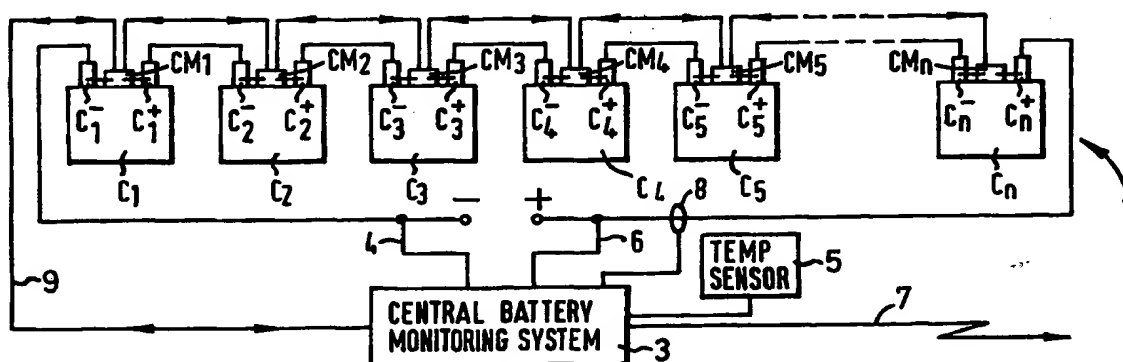 CM1 CM2 CM3 CM4 CM5 CMn
C1- C1+ C2- C2+ C3- C3+ C4- C4+ C5- C5+ Cn- Cn+
C1 C2 C3 C4 C5 Cn
8
- +
4 6
TEMP SENSOR 5
9
7
CENTRAL BATTERY
MONITORING SYSTEM 3